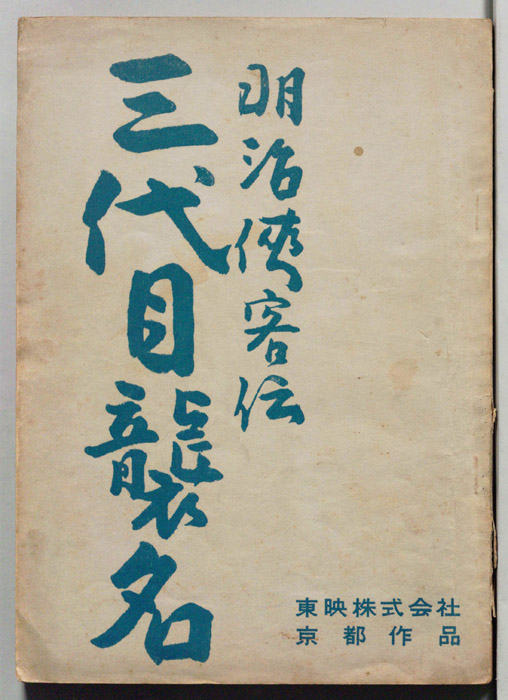 明治俠客伝
三代目襲名
東映株式会社
京都作品